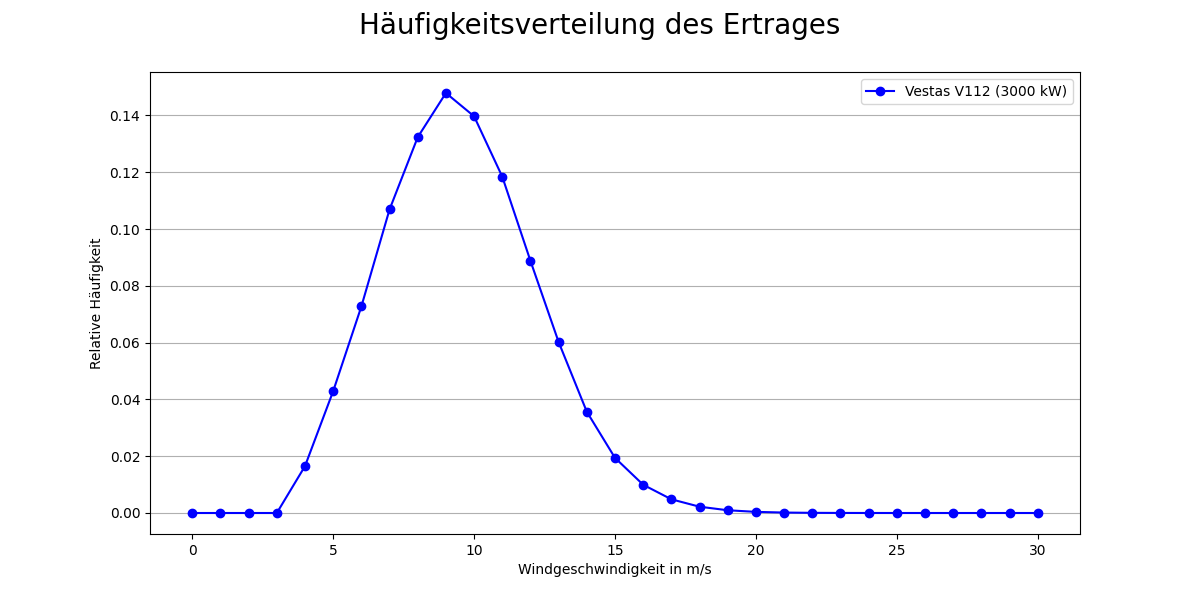 Häufigkeitsverteilung des Ertrages
Vestas V112 (3000 kW)
0.14
0.12
0.10
0.08
0.06
0.04
0.02
0.00
Relative Häufigkeit
0 5 10 15 20 25 30
Windgeschwindigkeit in m/s